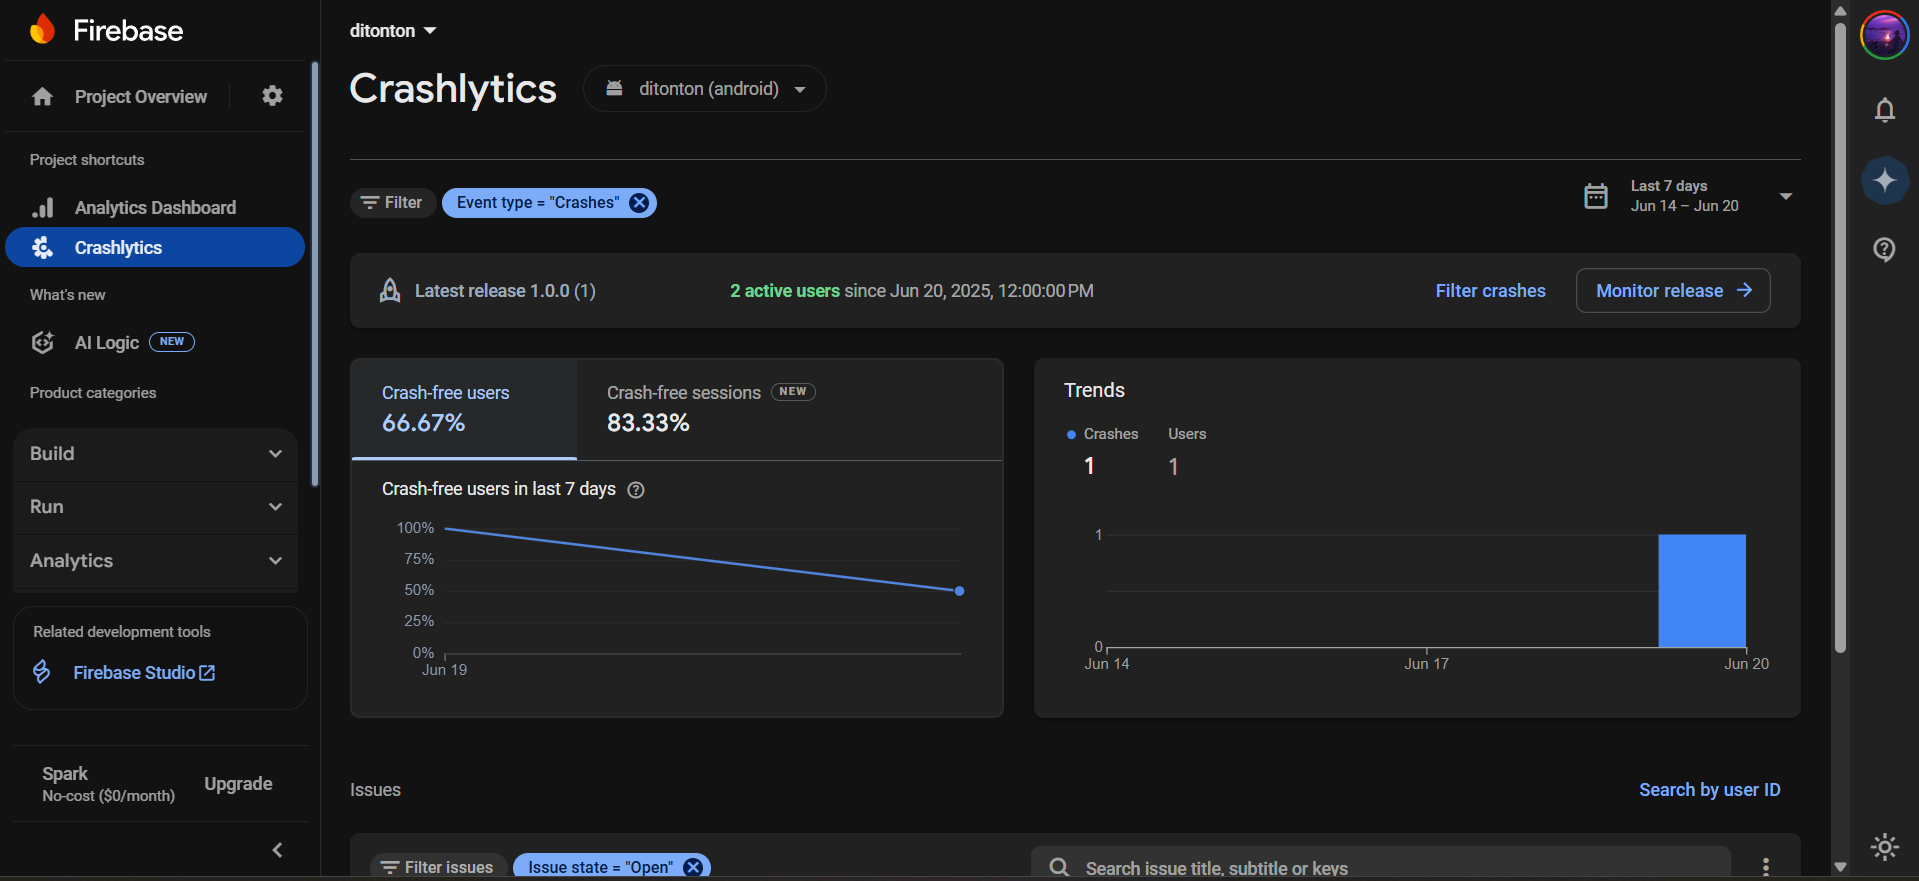 Firebase
Project Overview
Project shortcuts
Analytics Dashboard
Crashlytics
What's new
AI Logic NEW
Product categories
Build
Run
Analytics
Related development tools
Firebase Studio
Spark
No-cost ($0/month)
Upgrade
ditonton
Crashlytics
ditonton (android)
Filter
Event type = "Crashes"
Last 7 days
Jun 14 – Jun 20
Latest release 1.0.0 (1)
2 active users since Jun 20, 2025, 12:00:00 PM
Filter crashes
Monitor release
Crash-free users
66.67%
Crash-free sessions NEW
83.33%
Crash-free users in last 7 days
100%
75%
50%
25%
0%
Jun 19
Trends
Crashes Users
1 1
1
0
Jun 14 Jun 17 Jun 20
Issues
Search by user ID
Filter issues
Issue state = "Open"
Search issue title, subtitle or keys